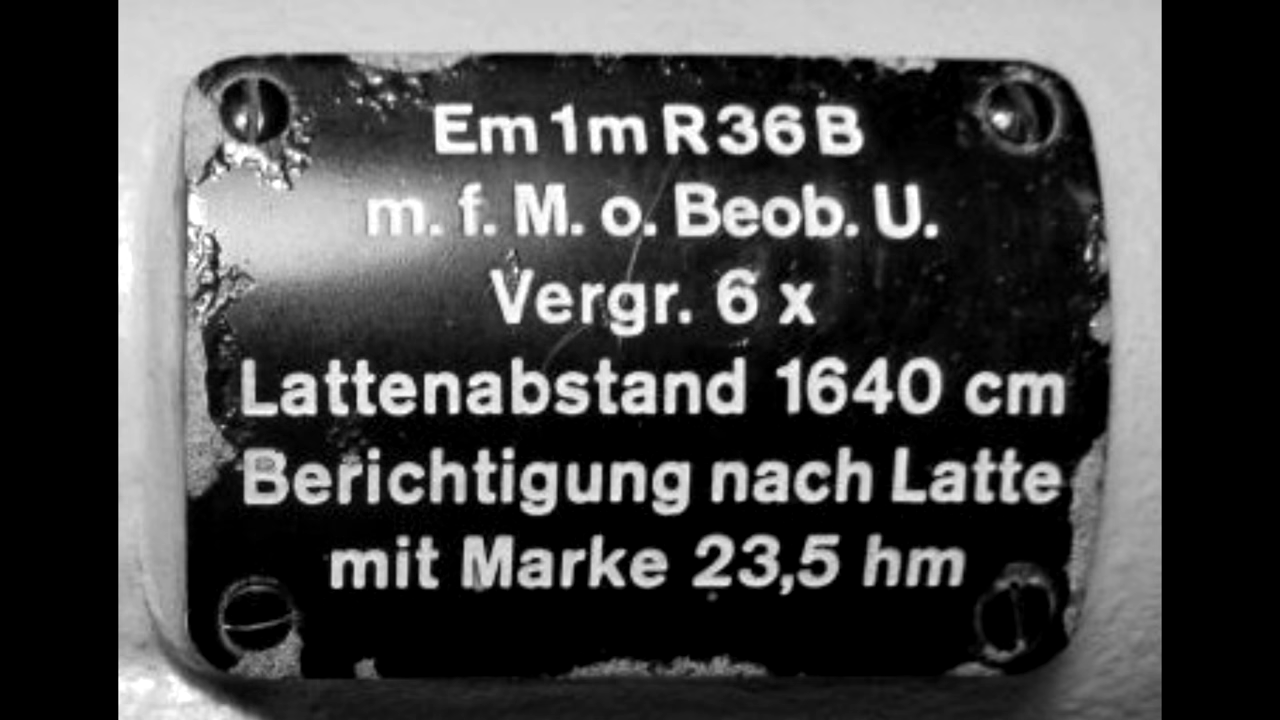 Em 1m R 36 B
m. f. M. o. Beob. U.
Vergr. 6 x
Lattenabstand 1640 cm
Berichtigung nach Latte
mit Marke 23,5 hm